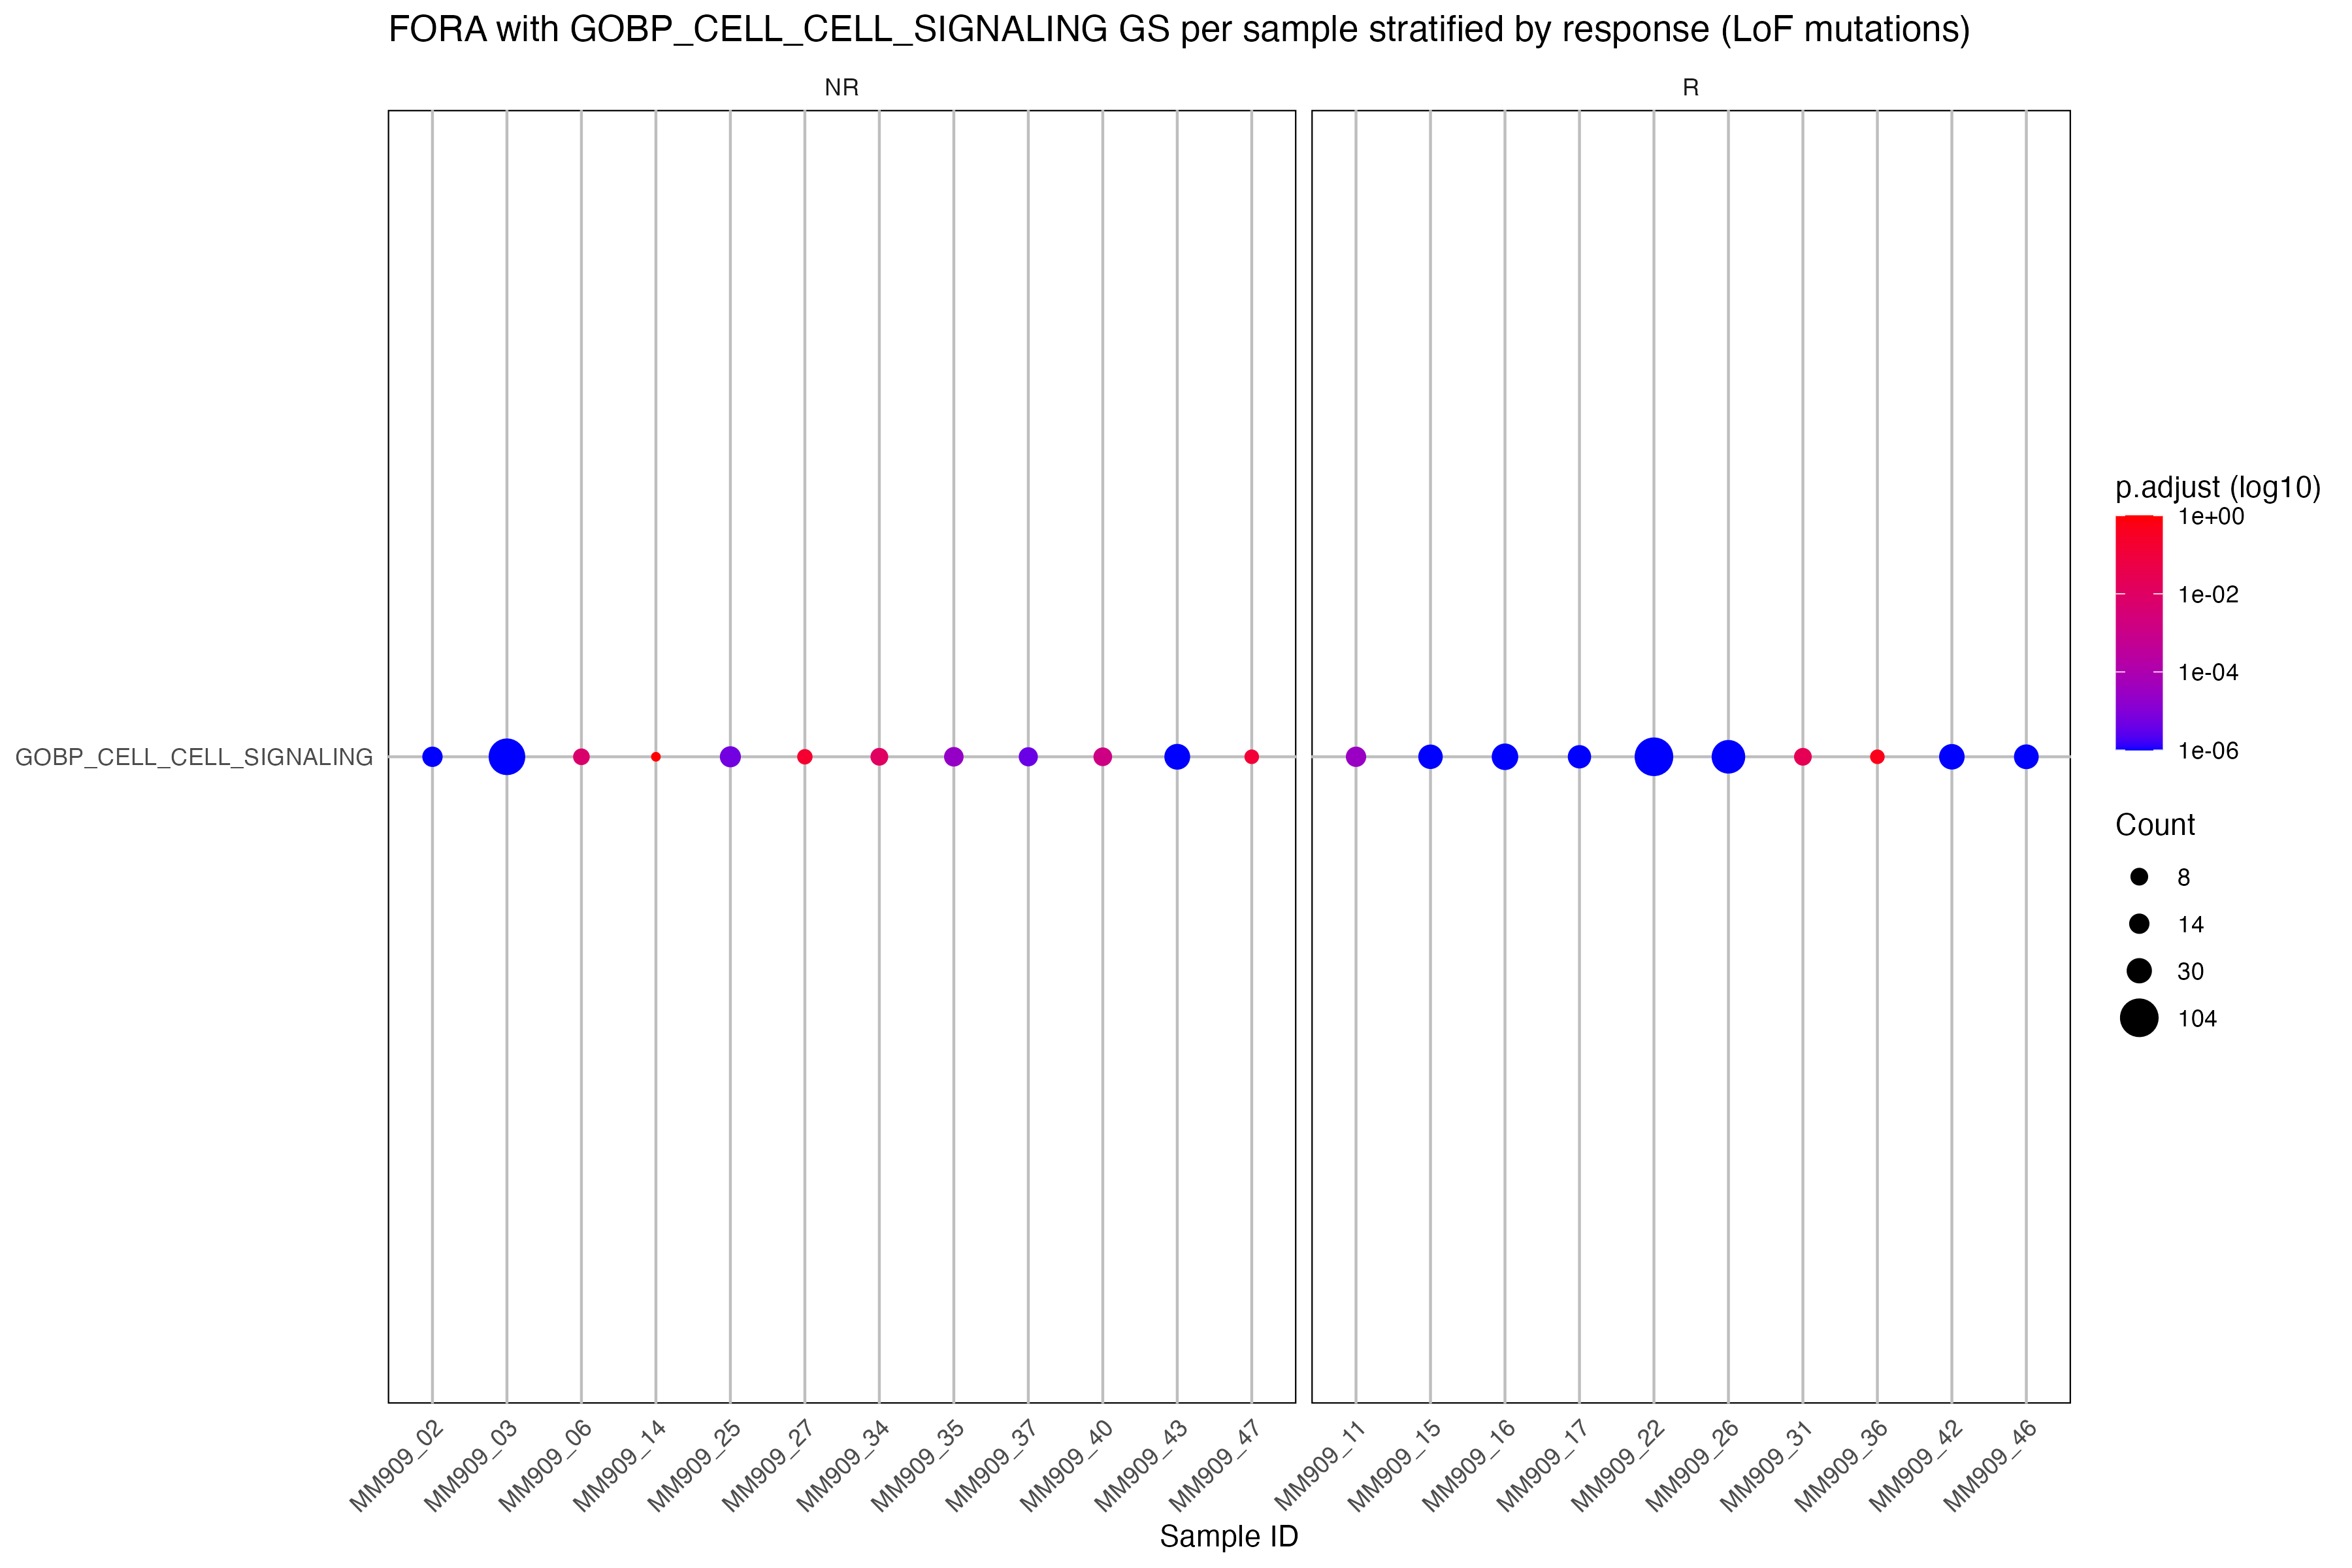 FORA with GOBP_CELL_CELL_SIGNALING GS per sample stratified by response (LoF mutations)
NR
R
GOBP_CELL_CELL_SIGNALING
p.adjust (log10)
1e+00
1e-02
1e-04
1e-06
Count
8
14
30
104
MM909_02
MM909_03
MM909_06
MM909_14
MM909_25
MM909_27
MM909_34
MM909_35
MM909_37
MM909_40
MM909_43
MM909_47
MM909_11
MM909_15
MM909_16
MM909_17
MM909_22
MM909_26
MM909_31
MM909_36
MM909_42
MM909_46
Sample ID